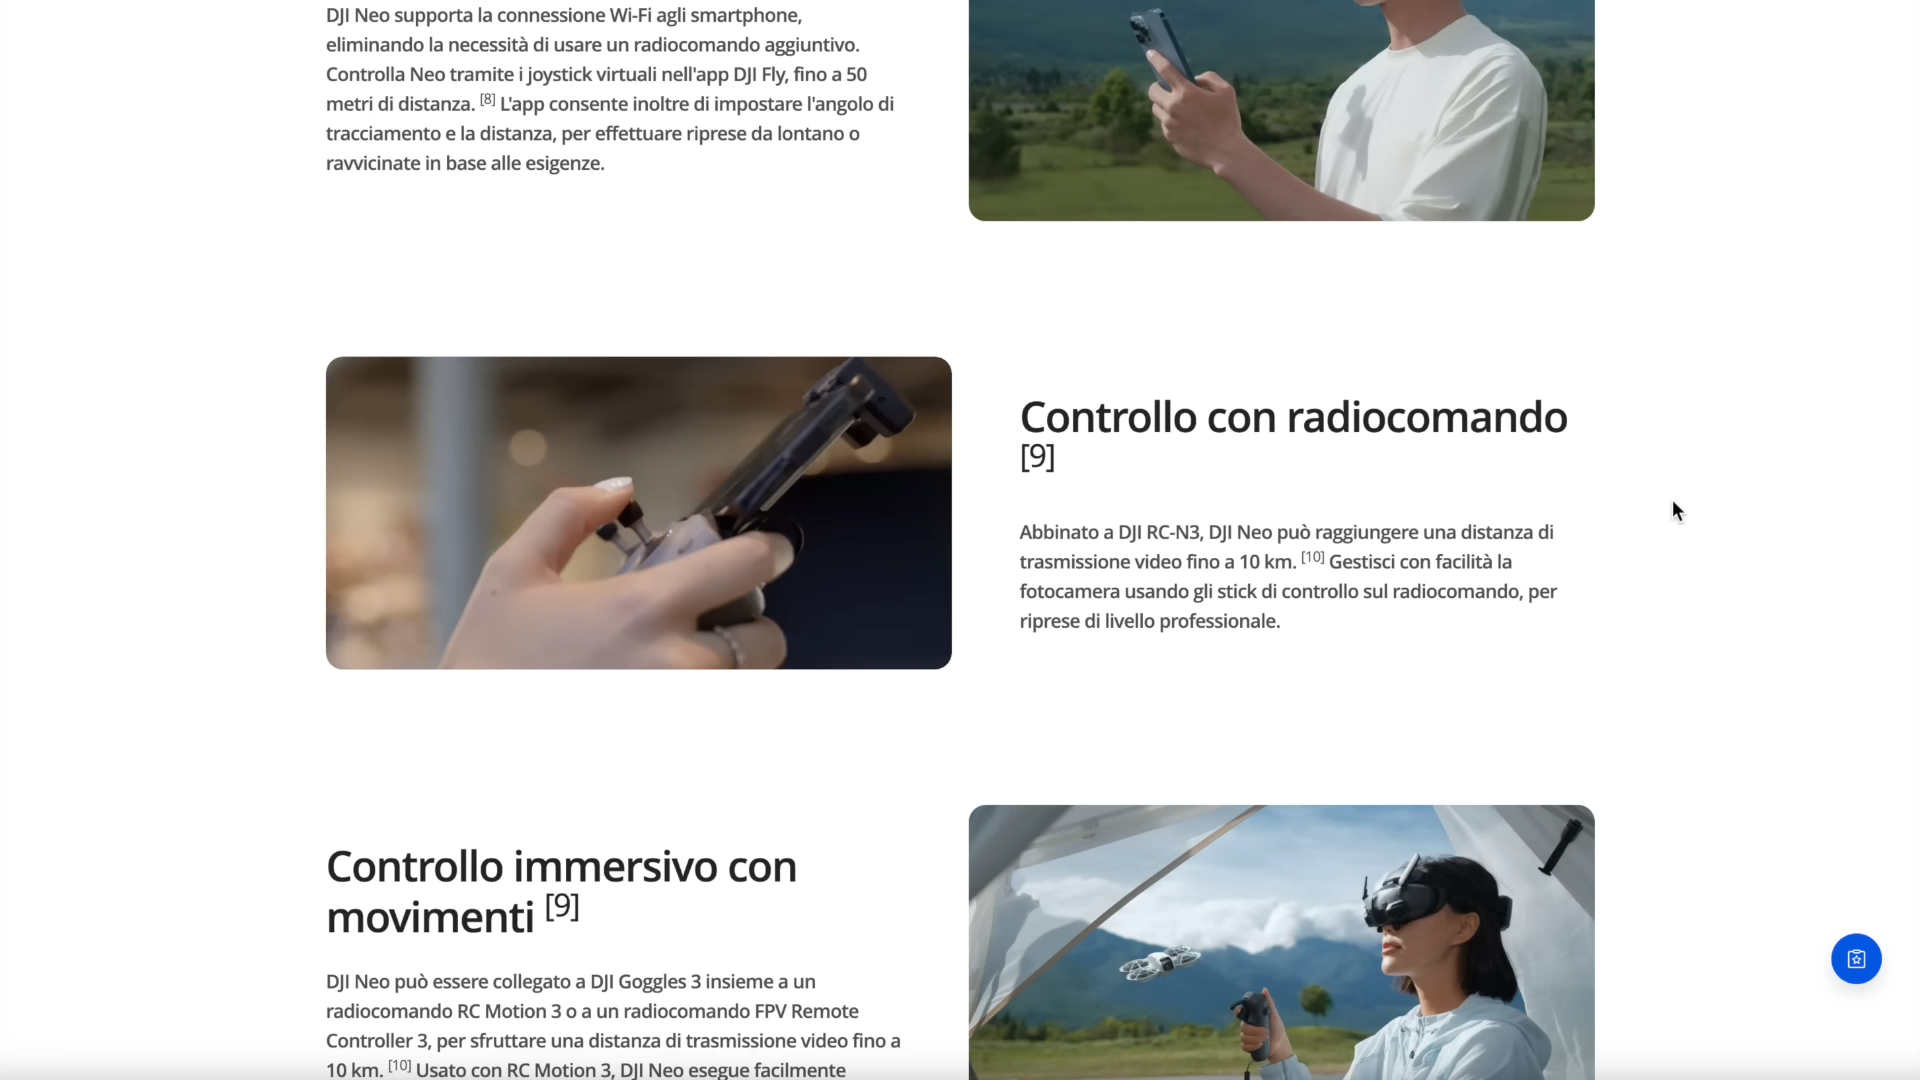 DJI Neo supporta la connessione Wi-Fi agli smartphone,
eliminando la necessità di usare un radiocomando aggiuntivo.
Controlla Neo tramite i joystick virtuali nell'app DJI Fly, fino a 50
metri di distanza. [8] L'app consente inoltre di impostare l'angolo di
tracciamento e la distanza, per effettuare riprese da lontano o
ravvicinate in base alle esigenze.
Controllo con radiocomando
[9]
Abbinato a DJI RC-N3, DJI Neo può raggiungere una distanza di
trasmissione video fino a 10 km. [10] Gestisci con facilità la
fotocamera usando gli stick di controllo sul radiocomando, per
riprese di livello professionale.
Controllo immersivo con
movimenti [9]
DJI Neo può essere collegato a DJI Goggles 3 insieme a un
radiocomando RC Motion 3 o a un radiocomando FPV Remote
Controller 3, per sfruttare una distanza di trasmissione video fino a
10 km. [10] Usato con RC Motion 3, DJI Neo esegue facilmente